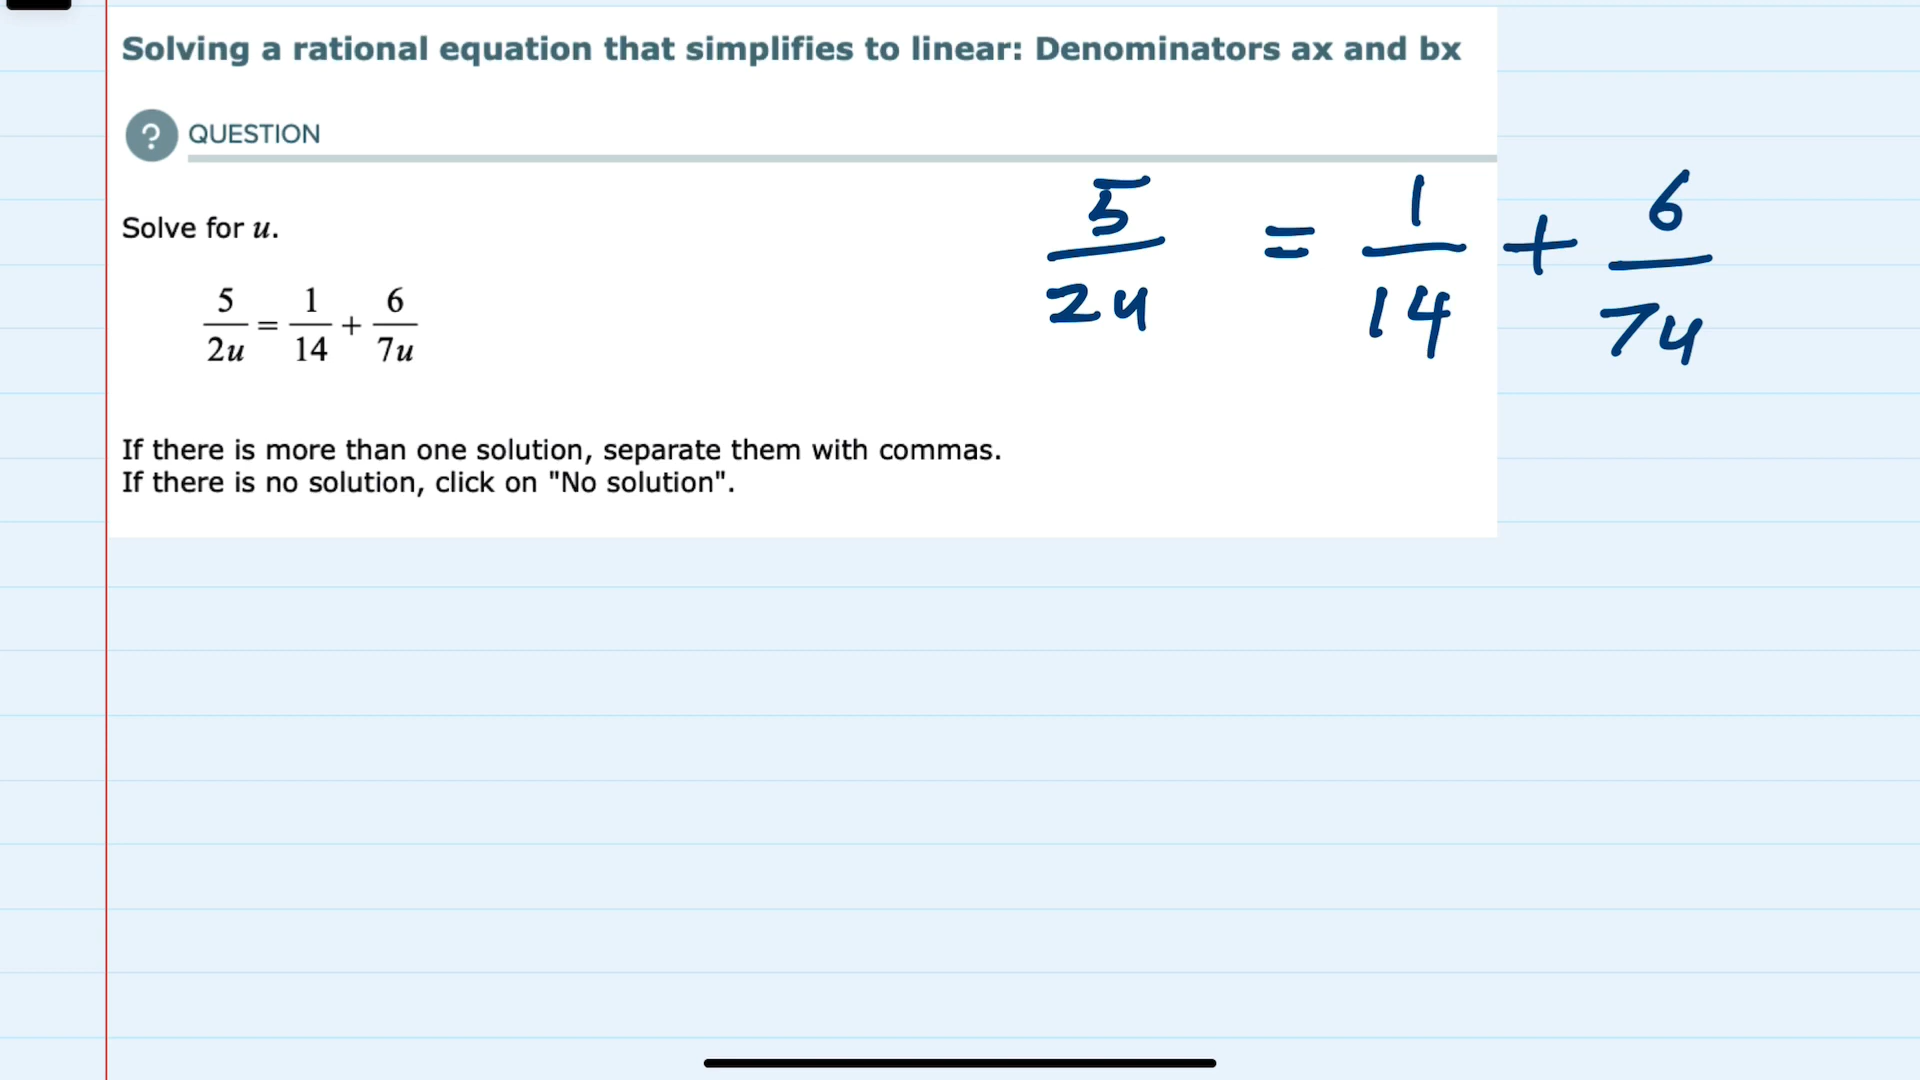 Solving a rational equation that simplifies to linear: Denominators ax and bx
? QUESTION
Solve for u.
5/2u = 1/14 + 6/7u
If there is more than one solution, separate them with commas.
If there is no solution, click on "No solution".
5/2u = 1/14 + 6/7u